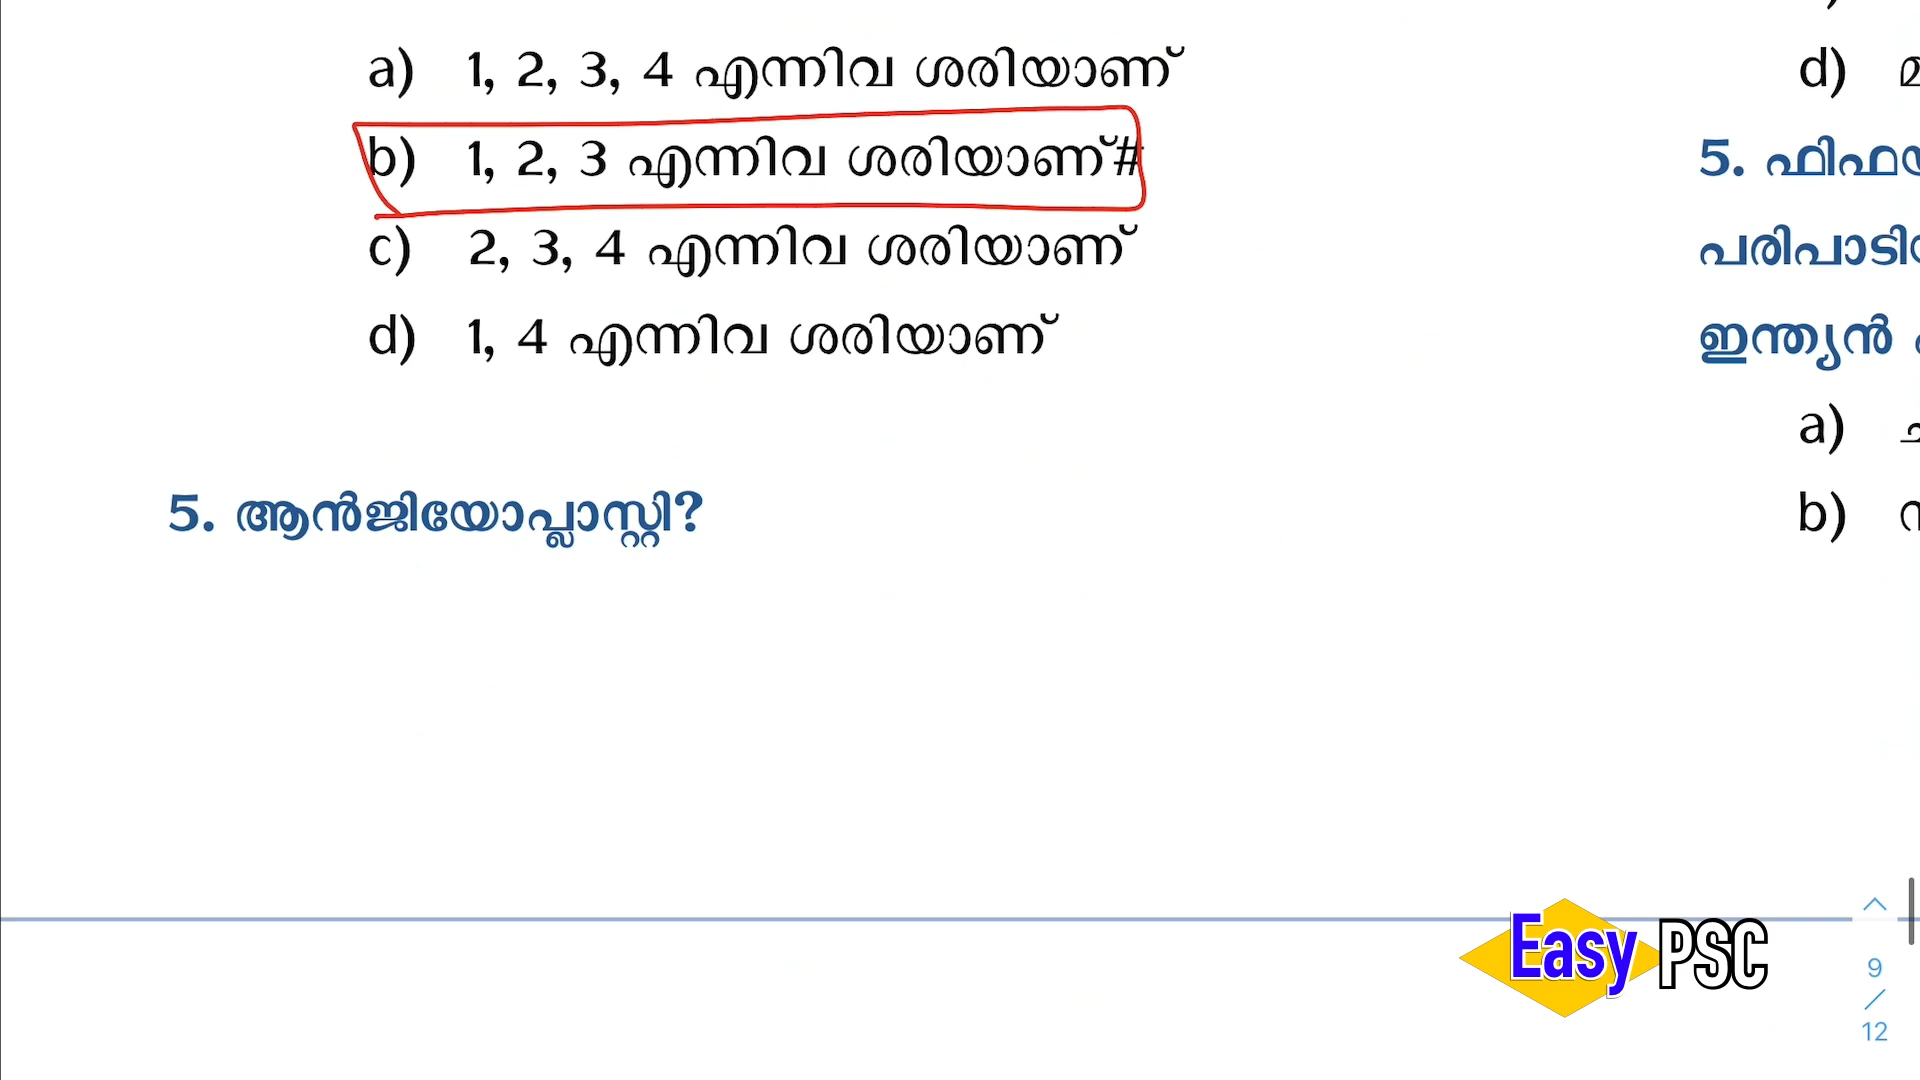 a) 1, 2, 3, 4 എന്നിവ ശരിയാണ്
b) 1, 2, 3 എന്നിവ ശരിയാണ്#
c) 2, 3, 4 എന്നിവ ശരിയാണ്
d) 1, 4 എന്നിവ ശരിയാണ്
5. ആൻജിയോപ്ലാസ്റ്റി?
d)
5.
പരിപാടി
ഇന്ത്യൻ
a)
b)
Easy PSC
9
/
12